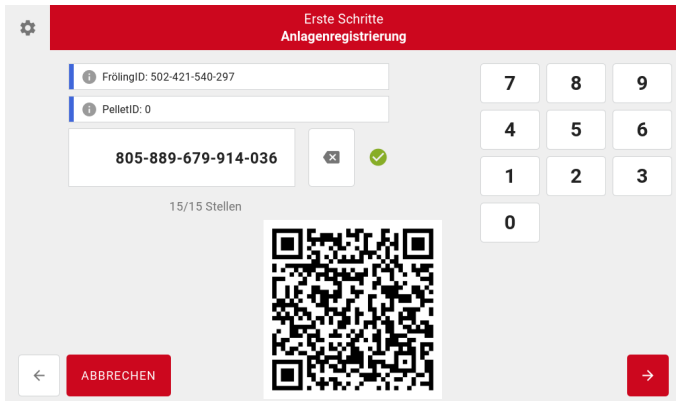 Erste Schritte
Anlagenregistrierung
FrölingID: 502-421-540-297
PelletID: 0
805-889-679-914-036
15/15 Stellen
7 8 9
4 5 6
1 2 3
0
ABBRECHEN